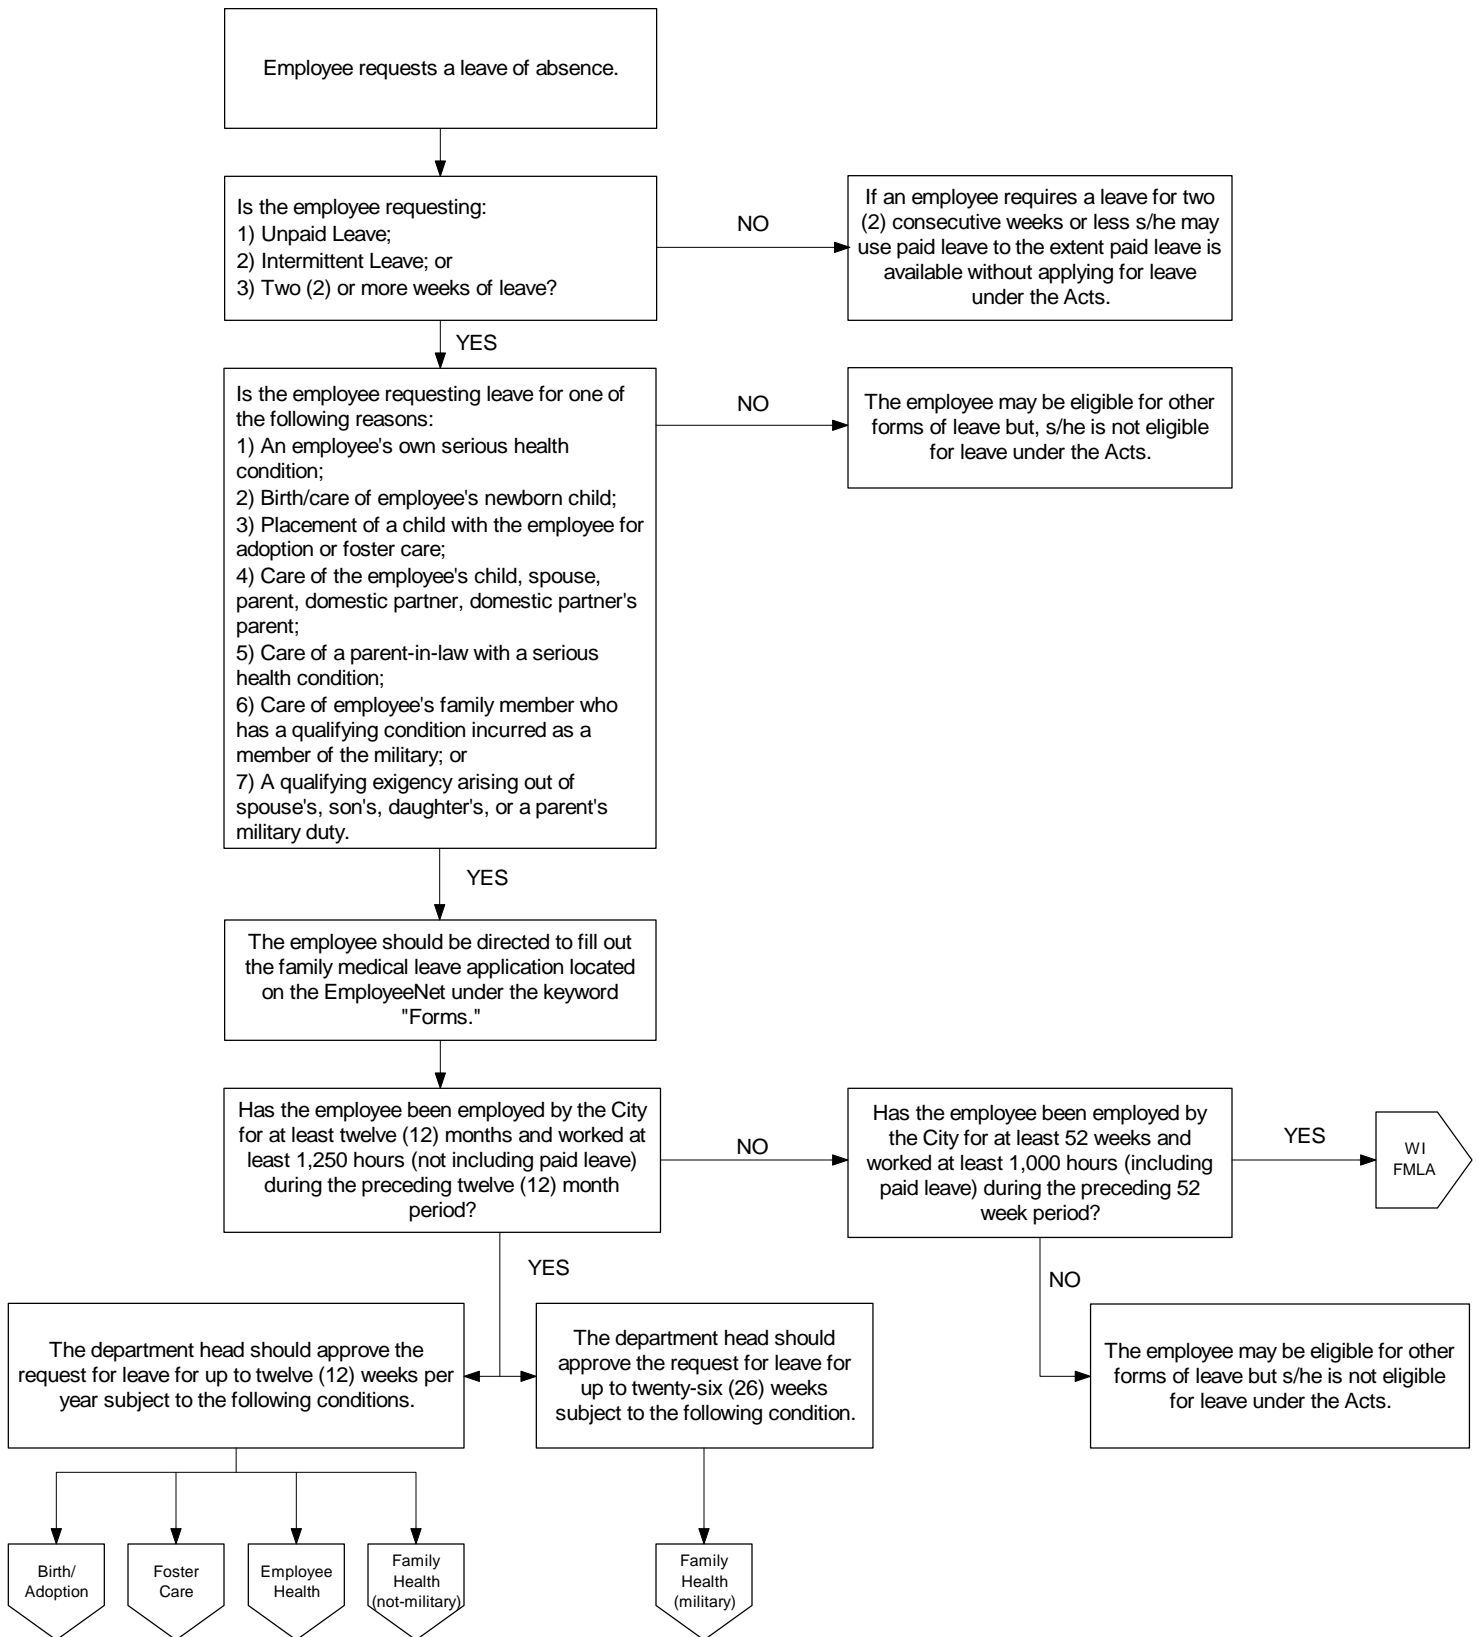 Employee requests a leave of absence.
Is the employee requesting:
1) Unpaid Leave;
2) Intermittent Leave; or
3) Two (2) or more weeks of leave?
NO
If an employee requires a leave for two
(2) consecutive weeks or less s/he may
use paid leave to the extent paid leave is
available without applying for leave
under the Acts.
YES
Is the employee requesting leave for one of
the following reasons:
1) An employee's own serious health
condition;
2) Birth/care of employee's newborn child;
3) Placement of a child with the employee for
adoption or foster care;
4) Care of the employee's child, spouse,
parent, domestic partner, domestic partner's
parent;
5) Care of a parent-in-law with a serious
health condition;
6) Care of employee's family member who
has a qualifying condition incurred as a
member of the military; or
7) A qualifying exigency arising out of
spouse's, son's, daughter's, or a parent's
military duty.
NO
The employee may be eligible for other
forms of leave but, s/he is not eligible
for leave under the Acts.
YES
The employee should be directed to fill out
the family medical leave application located
on the EmployeeNet under the keyword
"Forms."
Has the employee been employed by the City
for at least twelve (12) months and worked at
least 1,250 hours (not including paid leave)
during the preceding twelve (12) month
period?
NO
Has the employee been employed by
the City for at least 52 weeks and
worked at least 1,000 hours (including
paid leave) during the preceding 52
week period?
YES
WI
FMLA
YES
NO
The department head should approve the
request for leave for up to twelve (12) weeks per
year subject to the following conditions.
The department head should
approve the request for leave for
up to twenty-six (26) weeks
subject to the following condition.
The employee may be eligible for other
forms of leave but s/he is not eligible
for leave under the Acts.
Birth/
Adoption
Foster
Care
Employee
Health
Family
Health
(not-military)
Family
Health
(military)